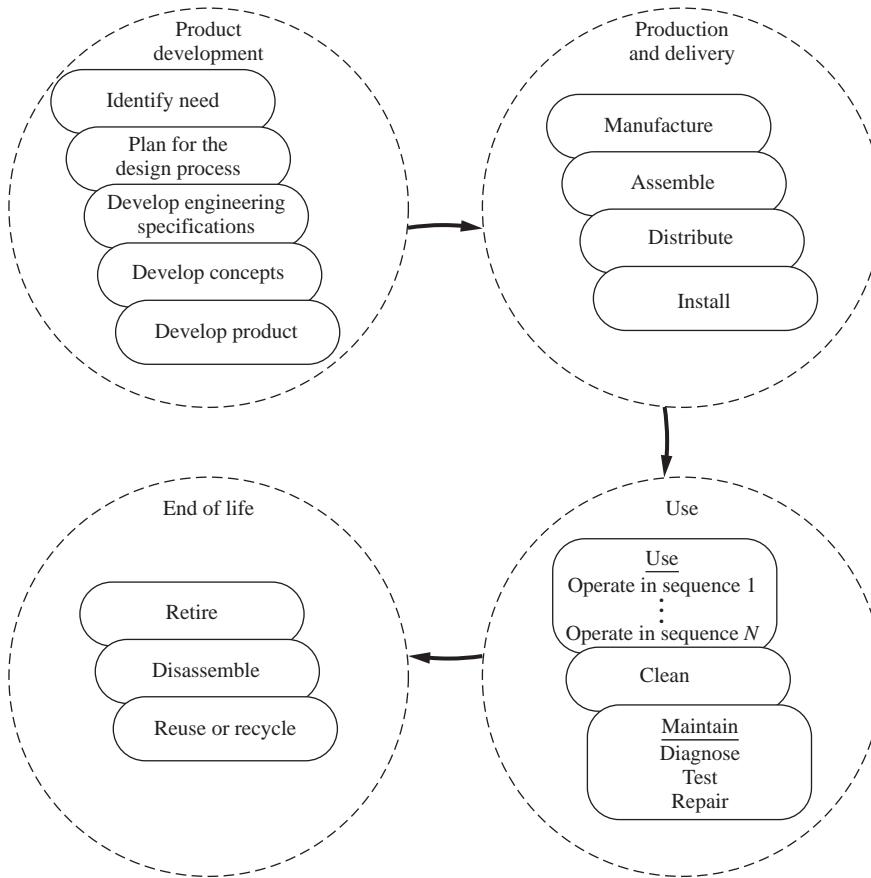 Product
development
Identify need
Plan for the
design process
Develop engineering
specifications
Develop concepts
Develop product
Production
and delivery
Manufacture
Assemble
Distribute
Install
Use
Use
Operate in sequence 1
Operate in sequence N
Clean
Maintain
Diagnose
Test
Repair
End of life
Retire
Disassemble
Reuse or recycle